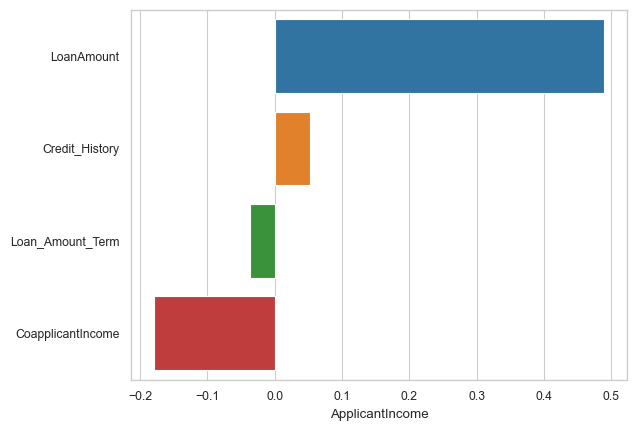 LoanAmount
Credit_History
Loan_Amount_Term
CoapplicantIncome
−0.2 −0.1 0.0 0.1 0.2 0.3 0.4 0.5
ApplicantIncome